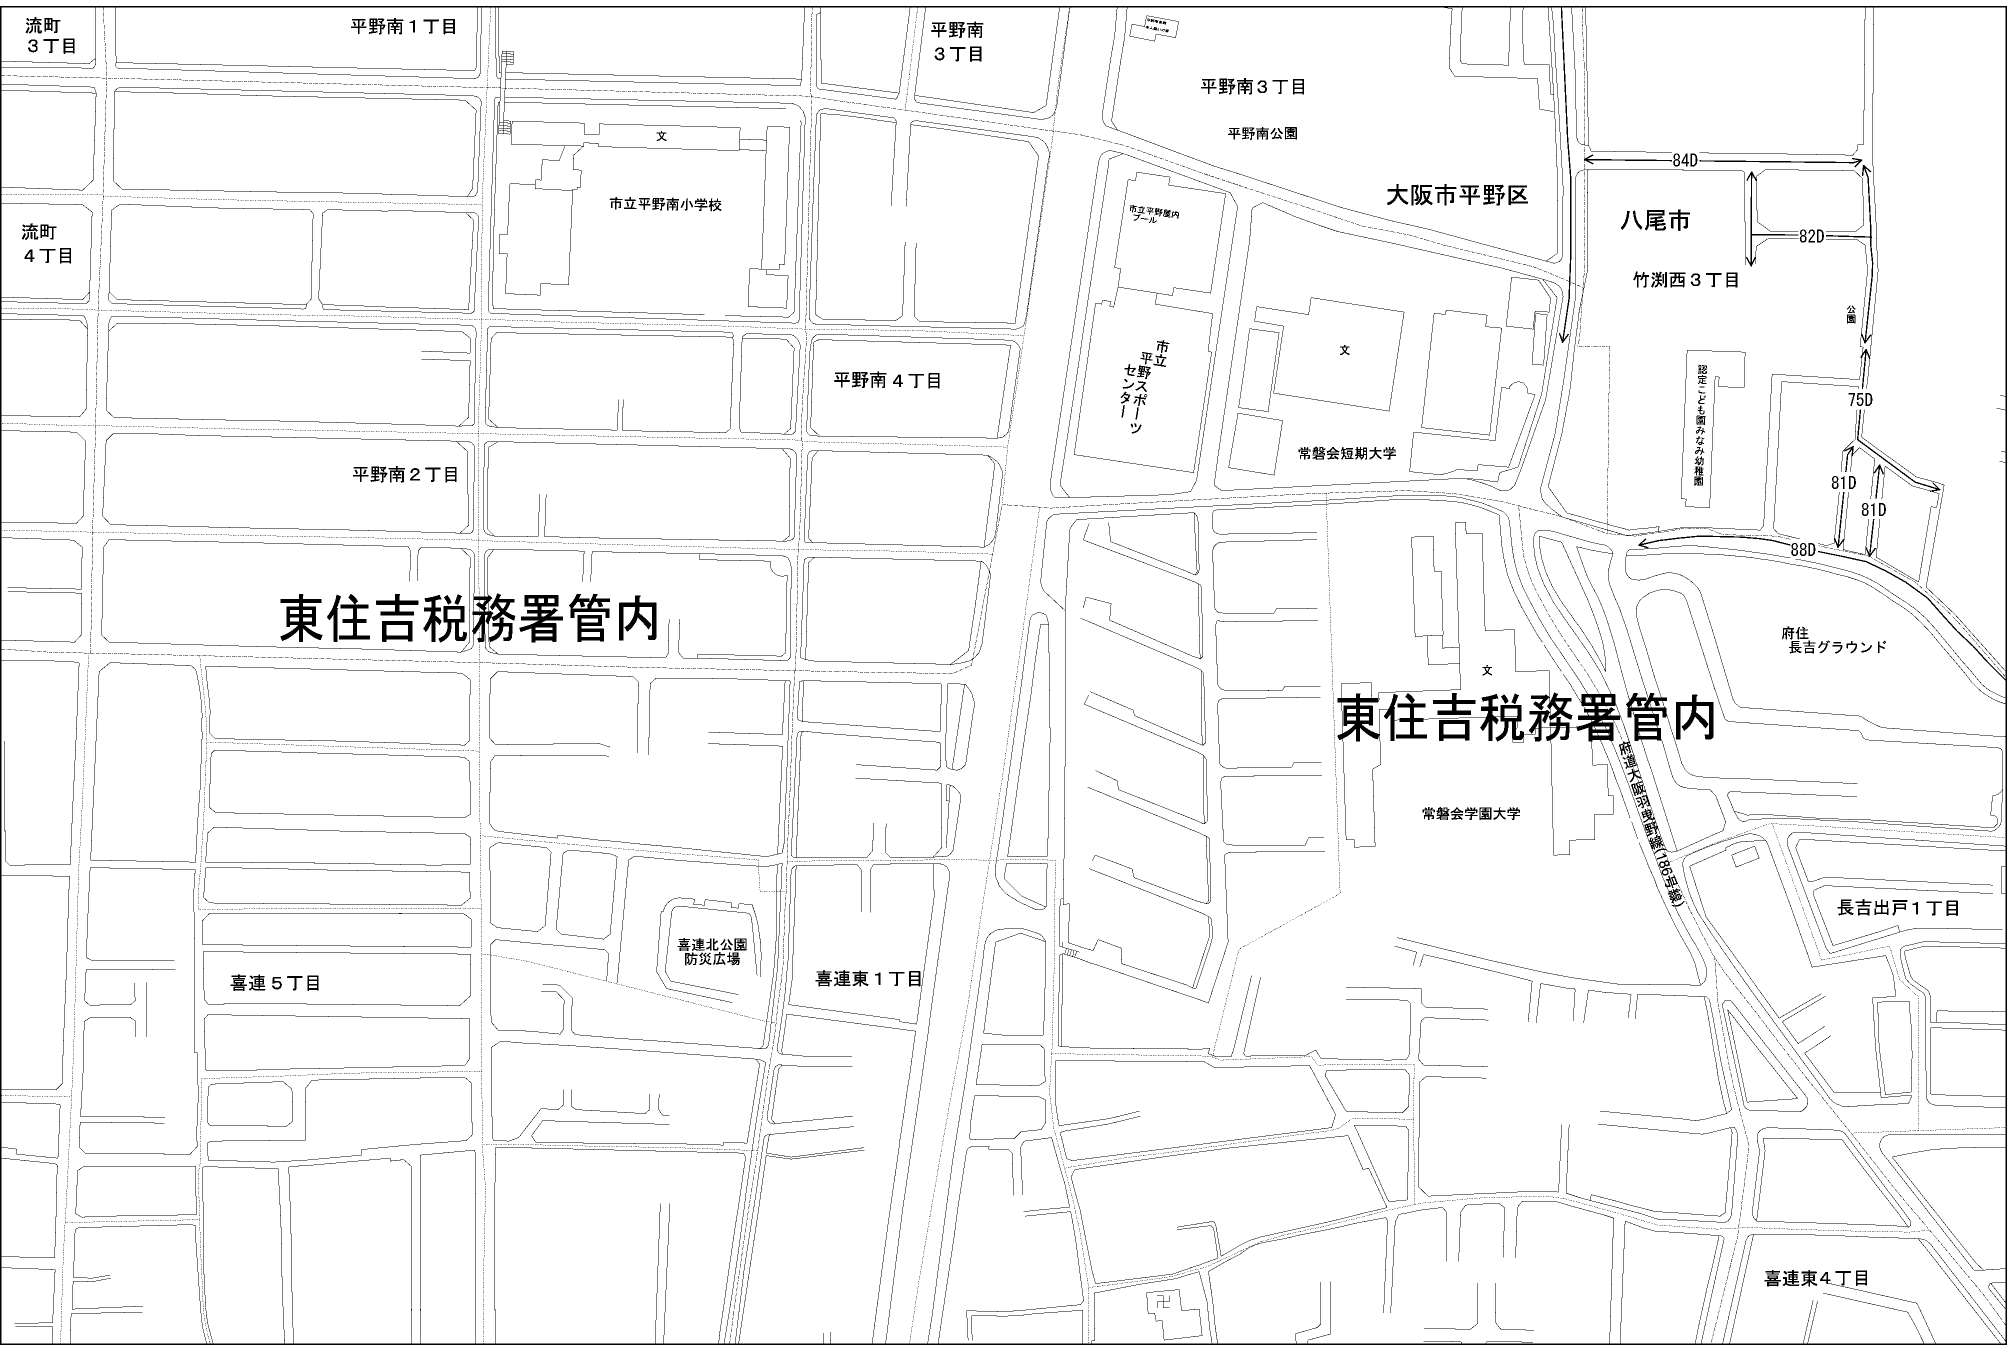 流町
３丁目
平野南１丁目
平野南
３丁目
平野南３丁目
平野南公園
文
84D
市立平野南小学校
大阪市平野区
市立平野屋内
プール
八尾市
流町
４丁目
82D
竹渕西３丁目
公園
市立
平野スポーツ
センター
文
平野南４丁目
認定こども園みなみ幼稚園
75D
常磐会短期大学
平野南２丁目
81D
81D
88D
東住吉税務署管内
府住
長吉グラウンド
文
東住吉税務署管内
府道大阪羽曳野線(186号線)
常磐会学園大学
長吉出戸１丁目
喜連北公園
防災広場
喜連５丁目
喜連東１丁目
喜連東４丁目